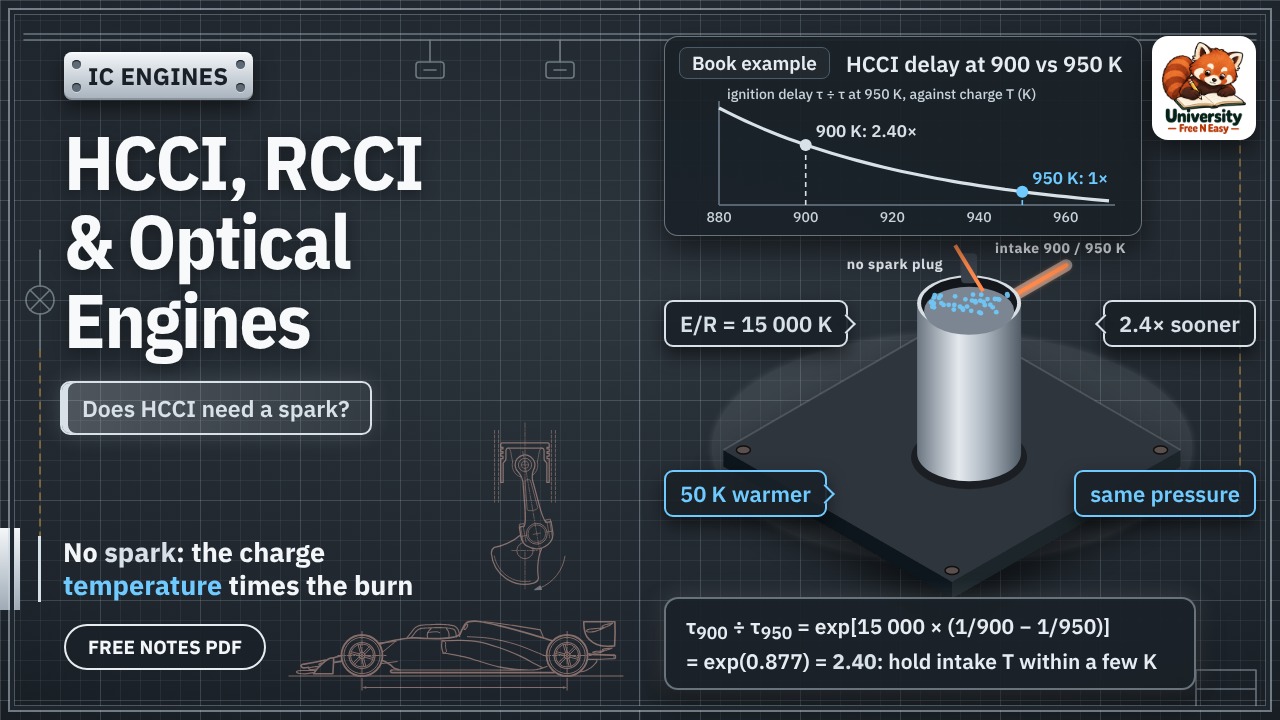 IC ENGINES
HCCI, RCCI
& Optical
Engines
Does HCCI need a spark?
No spark: the charge
temperature times the burn
FREE NOTES PDF
Book example
HCCI delay at 900 vs 950 K
ignition delay τ ÷ τ at 950 K, against charge T (K)
900 K: 2.40×
950 K: 1×
880 900 920 940 960
University
Free N Easy
no spark plug
intake 900 / 950 K
E/R = 15 000 K
2.4× sooner
50 K warmer
same pressure
τ900 ÷ τ950 = exp[15 000 × (1/900 − 1/950)]
= exp(0.877) = 2.40: hold intake T within a few K